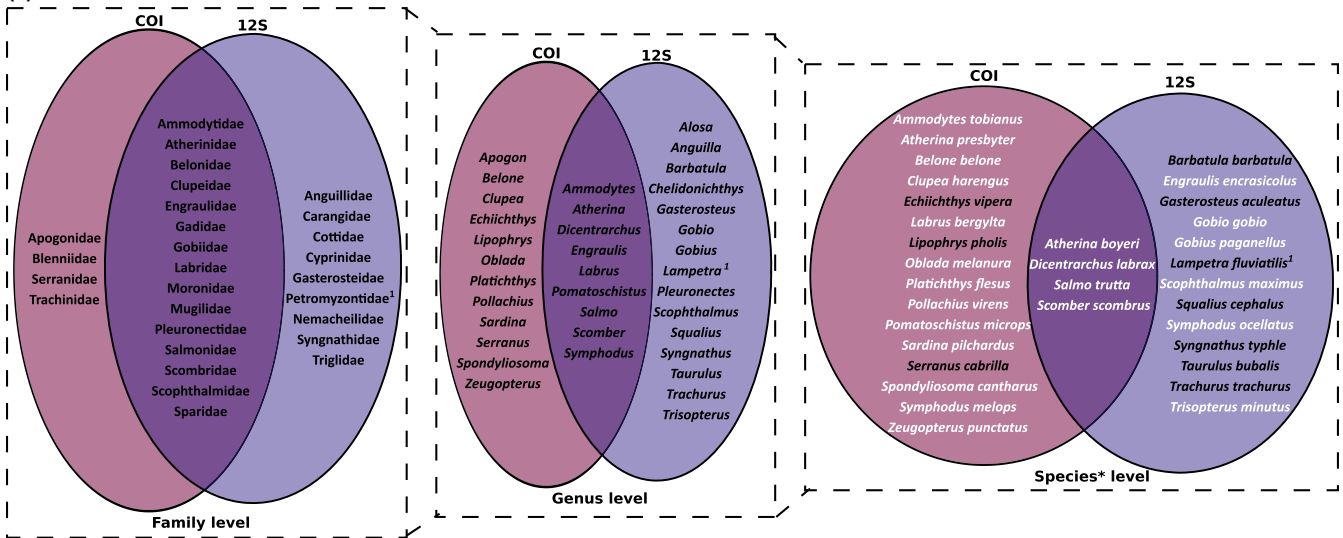 COI
12S
Apogonidae
Blenniidae
Serranidae
Trachinidae
Ammodytidae
Atherinidae
Belonidae
Clupeidae
Engraulidae
Gadidae
Gobiidae
Labridae
Moronidae
Mugilidae
Pleuronectidae
Salmonidae
Scombridae
Scophthalmidae
Sparidae
Anguillidae
Carangidae
Cottidae
Cyprinidae
Gasterosteidae
Petromyzontidae¹
Nemacheilidae
Syngnathidae
Triglidae
Family level
COI
12S
Apogon
Belone
Clupea
Echiichthys
Lipophrys
Oblada
Platichthys
Pollachius
Sardina
Serranus
Spondyliosoma
Zeugopterus
Ammodytes
Atherina
Dicentrarchus
Engraulis
Labrus
Pomatoschistus
Salmo
Scomber
Symphodus
Alosa
Anguilla
Barbatula
Chelidonichthys
Gasterosteus
Gobio
Gobius
Lampetra¹
Pleuronectes
Scophthalmus
Squalius
Syngnathus
Taurulus
Trachurus
Trisopterus
Genus level
COI
12S
Ammodytes tobianus
Atherina presbyter
Belone belone
Clupea harengus
Echiichthys vipera
Labrus bergylta
Lipophrys pholis
Oblada melanura
Platichthys flesus
Pollachius virens
Pomatoschistus microps
Sardina pilchardus
Serranus cabrilla
Spondyliosoma cantharus
Symphodus melops
Zeugopterus punctatus
Atherina boyeri
Dicentrarchus labrax
Salmo trutta
Scomber scombrus
Barbatula barbatula
Engraulis encrasicolus
Gasterosteus aculeatus
Gobio gobio
Gobius paganellus
Lampetra fluviatilis¹
Scophthalmus maximus
Squalius cephalus
Symphodus ocellatus
Syngnathus typhle
Taurulus bubalis
Trachurus trachurus
Trisopterus minutus
Species* level